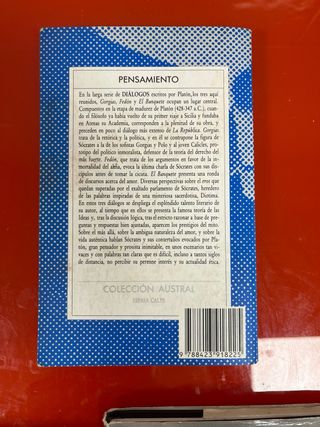 PENSAMIENTO
En la larga serie de DIÁLOGOS escritos por Platón, los tres aquí
reunidos, Gorgias, Fedón y El Banquete ocupan un lugar central.
Compuestos en la etapa de madurez de Platón (428-347 a.C.), cuando
el filósofo ya había vuelto de su primer viaje a Sicilia y fundaba
en Atenas su Academia, corresponden a la plenitud de su obra, y
preceden en poco al diálogo más extenso de La República. Gorgias
trata de la retórica y la política, y en él se contrapone la figura de
Sócrates a la de los sofistas Gorgias y Polo y al joven Calicles, pro-
totipo del político inmoralista, defensor de la teoría del derecho del
más fuerte. Fedón, que trata de los argumentos en favor de la in-
mortalidad del alma, evoca la última charla de Sócrates con sus dis-
cípulos antes de tomar la cicuta. El Banquete presenta una ronda de
discursos acerca del amor. Diversas perspectivas sobre el eros que
quedan superadas por el exaltado parlamento de Sócrates, heredero
de las palabras inspiradas de una misteriosa sacerdotisa, Diotima.
En estos tres diálogos se despliega el espléndido talento literario de
su autor, al tiempo que en ellos se presenta la famosa teoría de las
Ideas y, tras la discusión lógica, tras el estricto razonar a base de pre-
guntas y respuestas bien ajustadas, aparecen los prestigios del mito.
Sobre el más allá, sobre la ambigua naturaleza del amor, y sobre la
vida auténtica hablan Sócrates y sus contertulios evocados por Pla-
tón, gran pensador y prosista inimitable, en unos escenarios tan vi-
vaces y con palabras tan claras que es difícil, incluso a tantos siglos
de distancia, no percibir su perenne interés y su actualidad ética.
COLECCIÓN AUSTRAL
ESPASA CALPE
9 788423 918225